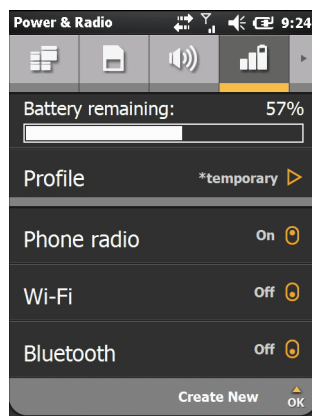 Power & Radio 9:24
Battery remaining: 57%
Profile *temporary
Phone radio On
Wi-Fi Off
Bluetooth Off
Create New OK